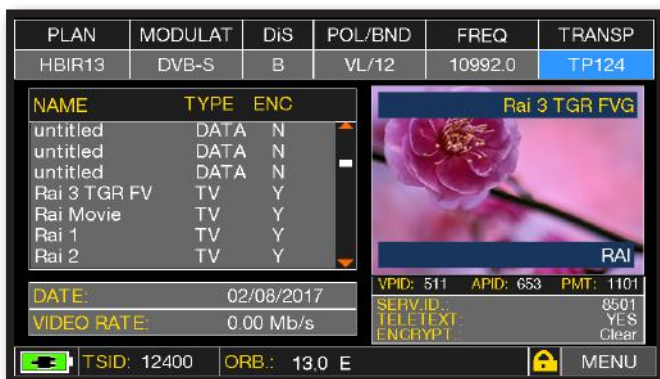 PLAN MODULAT DiS POL/BND FREQ TRANSP
HBIR13 DVB-S B VL/12 10992.0 TP124
NAME TYPE ENC
untitled DATA N
untitled DATA N
untitled DATA N
Rai 3 TGR FV TV Y
Rai Movie TV Y
Rai 1 TV Y
Rai 2 TV Y
Rai 3 TGR FVG
RAI
VPID: 511 APID: 653 PMT: 1101
SERV.ID.: 8501
TELETEXT: YES
ENCRYPT.: Clear
DATE: 02/08/2017
VIDEO RATE: 0.00 Mb/s
TSID: 12400 ORB.: 13,0 E MENU